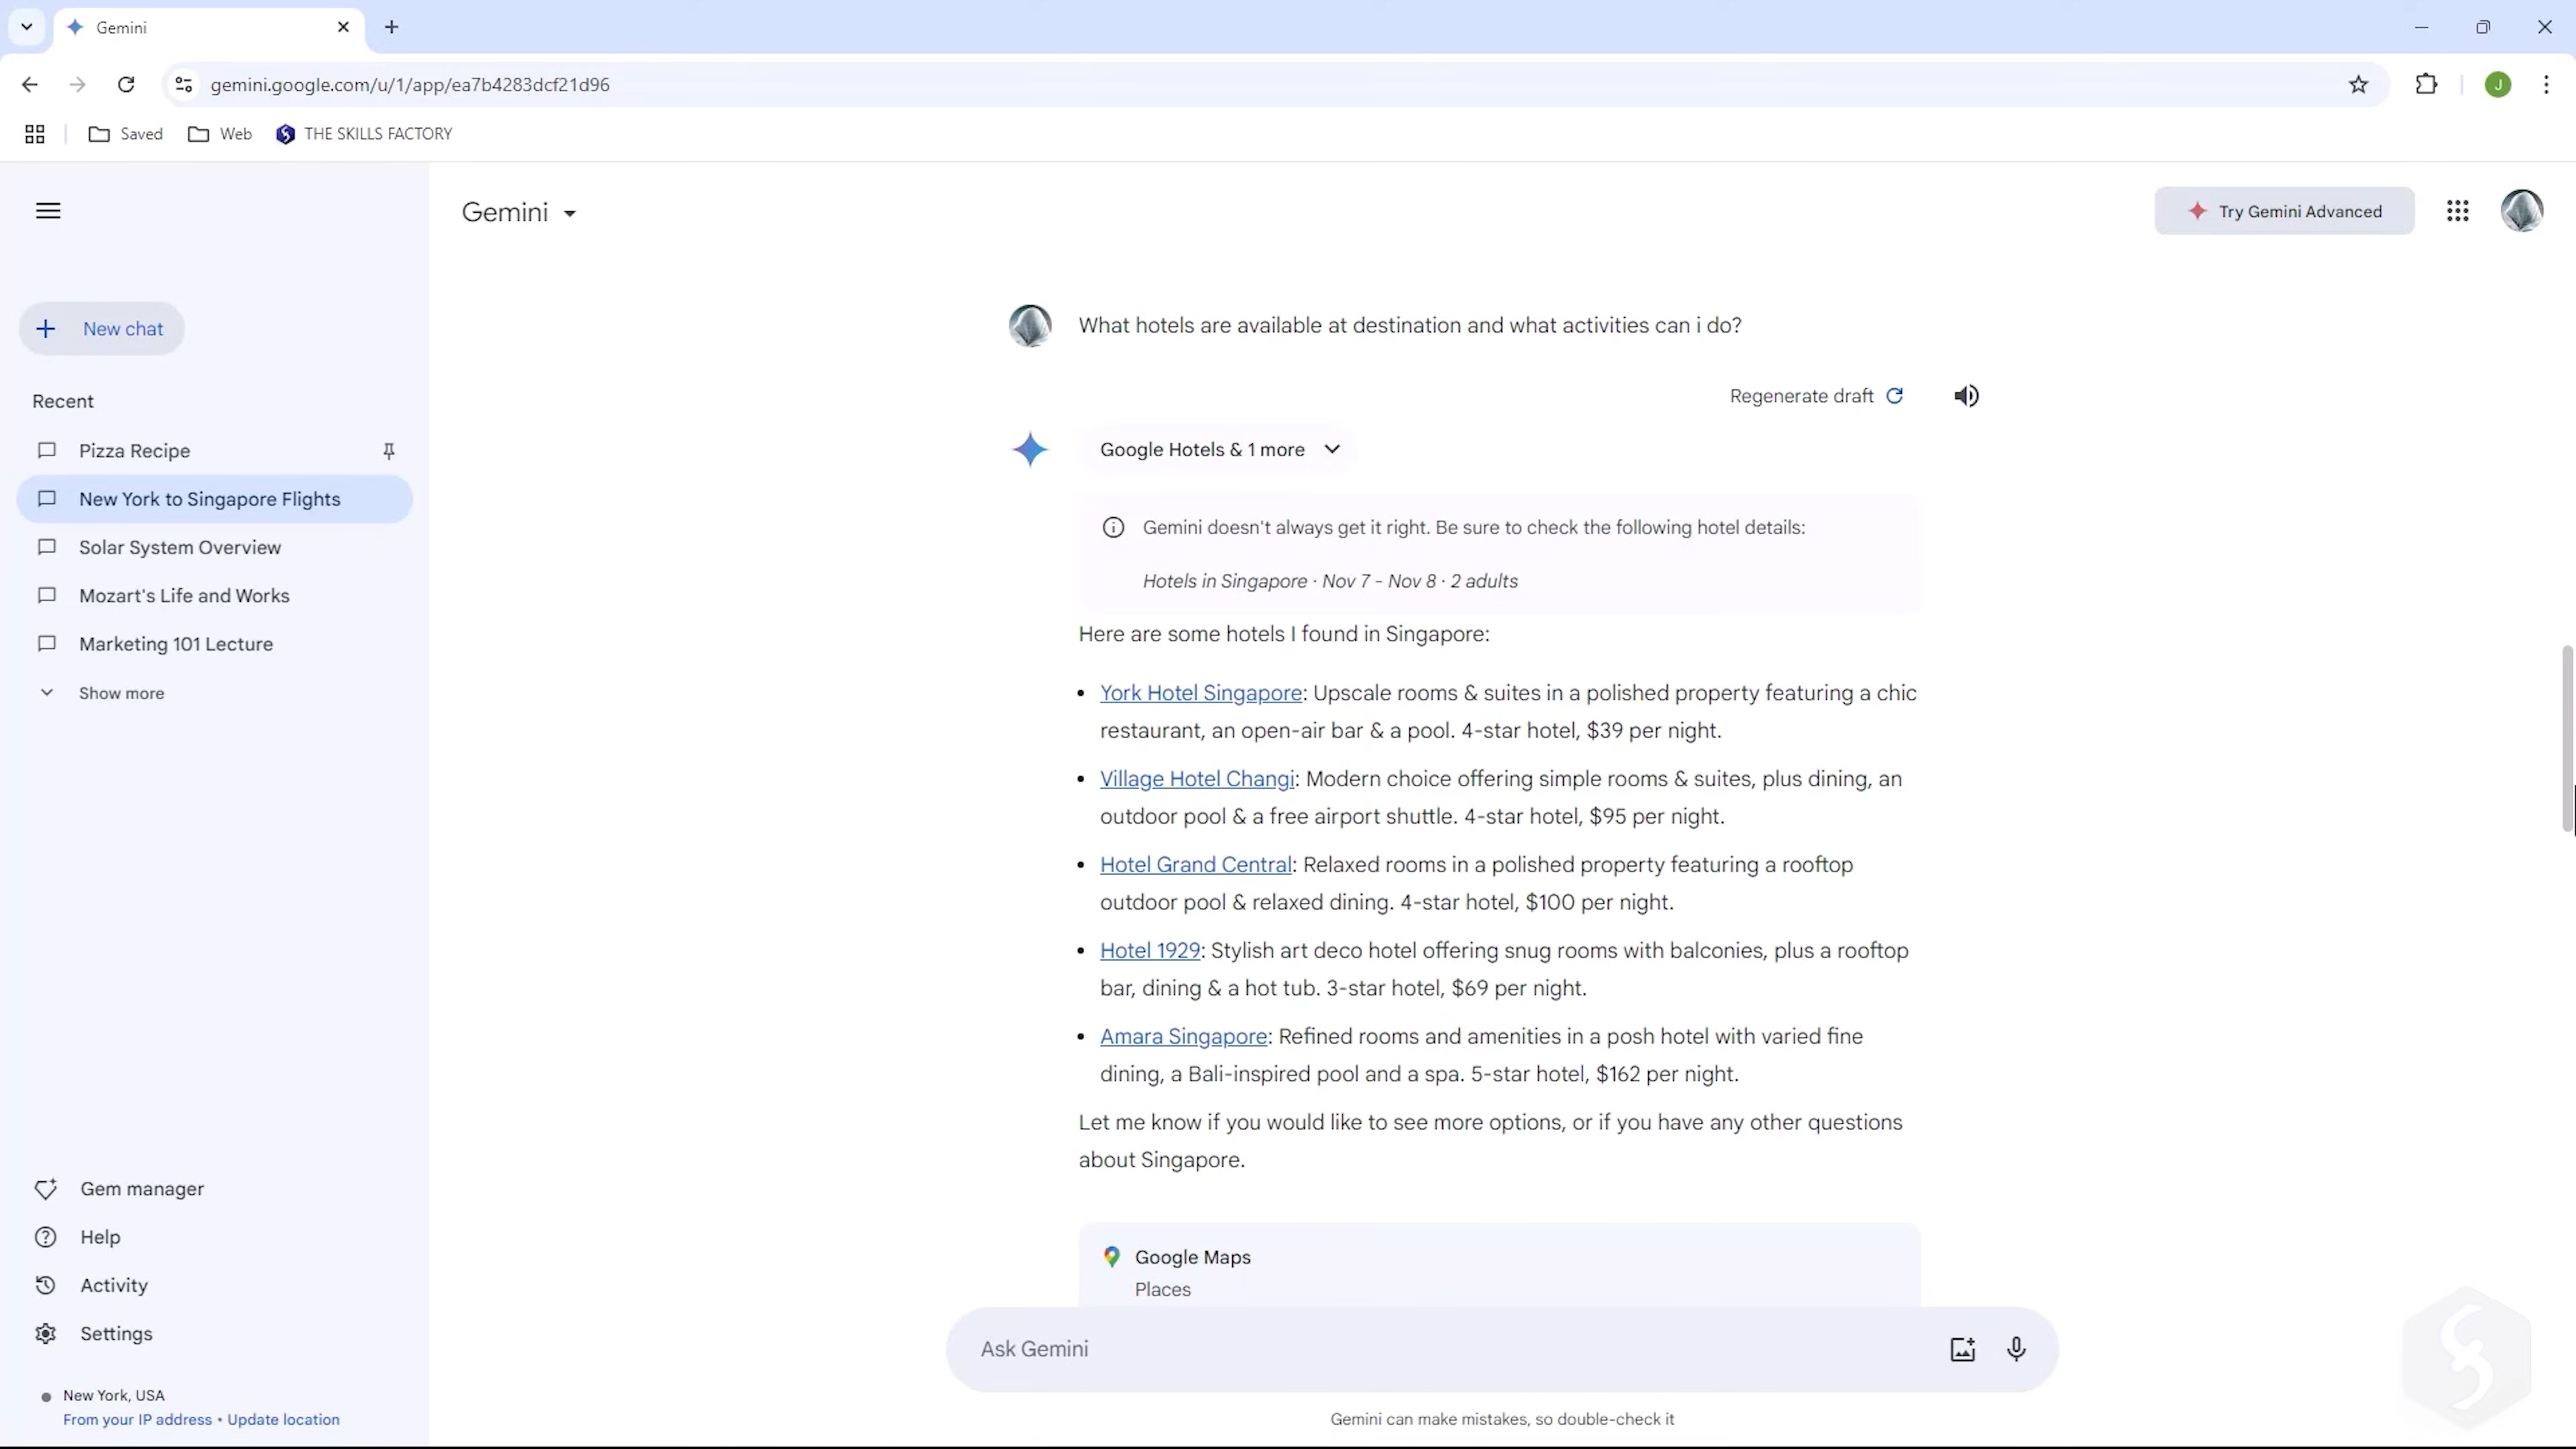 Gemini
gemini.google.com/u/1/app/ea7b4283dcf21d96
J
Saved
Web
THE SKILLS FACTORY
Gemini
Try Gemini Advanced
New chat
Recent
Pizza Recipe
New York to Singapore Flights
Solar System Overview
Mozart's Life and Works
Marketing 101 Lecture
Show more
Gem manager
Help
Activity
Settings
New York, USA
From your IP address • Update location
What hotels are available at destination and what activities can i do?
Regenerate draft
Google Hotels & 1 more
Gemini doesn't always get it right. Be sure to check the following hotel details:
Hotels in Singapore · Nov 7 - Nov 8 · 2 adults
Here are some hotels I found in Singapore:
• York Hotel Singapore: Upscale rooms & suites in a polished property featuring a chic
restaurant, an open-air bar & a pool. 4-star hotel, $39 per night.
• Village Hotel Changi: Modern choice offering simple rooms & suites, plus dining, an
outdoor pool & a free airport shuttle. 4-star hotel, $95 per night.
• Hotel Grand Central: Relaxed rooms in a polished property featuring a rooftop
outdoor pool & relaxed dining. 4-star hotel, $100 per night.
• Hotel 1929: Stylish art deco hotel offering snug rooms with balconies, plus a rooftop
bar, dining & a hot tub. 3-star hotel, $69 per night.
• Amara Singapore: Refined rooms and amenities in a posh hotel with varied fine
dining, a Bali-inspired pool and a spa. 5-star hotel, $162 per night.
Let me know if you would like to see more options, or if you have any other questions
about Singapore.
Google Maps
Places
Ask Gemini
Gemini can make mistakes, so double-check it